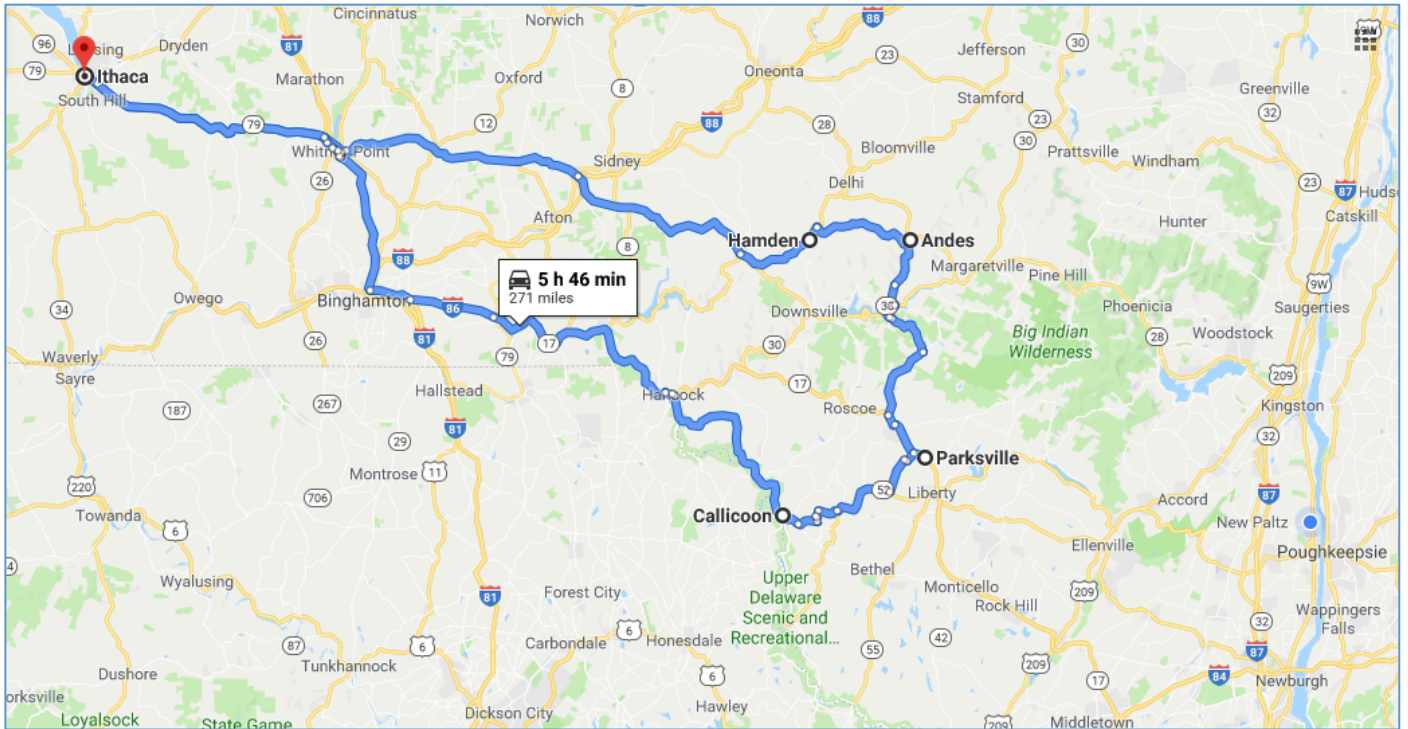 Cincinnatus
Norwich
88
9W
96
Lansing
Dryden
81
23
Jefferson
30
79
Ithaca
Marathon
Oxford
Oneonta
South Hill
8
Stamford
Greenville
79
12
88
28
23
32
Whitney Point
Sidney
Bloomville
30
Prattsville
Windham
26
Delhi
23
87
Afton
Hunter
Catskill
8
Hamden
Andes
88
Margaretville
Pine Hill
5 h 46 min
271 miles
9W
34
Owego
Binghamton
86
Downsville
30
Phoenicia
Saugerties
26
81
17
Big Indian
Wilderness
Woodstock
28
Waverly
79
30
Sayre
209
Hallstead
Hancock
17
187
267
Roscoe
Kingston
81
29
32
Parksville
Montrose
11
220
706
52
Liberty
87
Accord
Towanda
6
Callicoon
New Paltz
Poughkeepsie
4
Ellenville
Wyalusing
81
Forest City
Upper
Delaware
Scenic and
Recreational...
Bethel
Monticello
Rock Hill
209
Wappingers
Falls
87
Tunkhannock
6
Carbondale
6
Honesdale
42
32
55
209
87
Dushore
6
17
84
Newburgh
orksville
Loyalsock
State Game
Dickson City
Hawley
209
Middletown